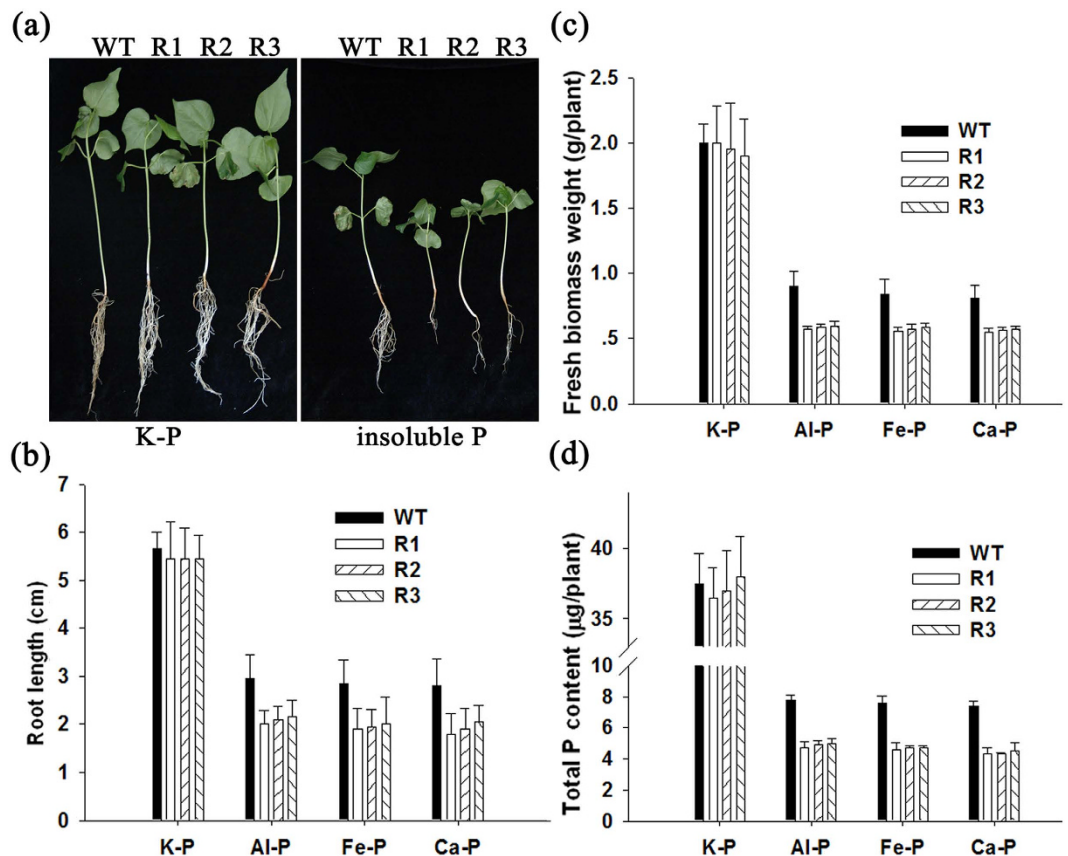 (a)
WT R1 R2 R3
WT R1 R2 R3
K-P
insoluble P
(c)
Fresh biomass weight (g/plant)
2.5
2.0
1.5
1.0
.5
0.0
WT
R1
R2
R3
K-P Al-P Fe-P Ca-P
(b)
Root length (cm)
7
6
5
4
3
2
1
0
WT
R1
R2
R3
K-P Al-P Fe-P Ca-P
(d)
Total P content (µg/plant)
40
35
10
8
6
4
2
0
WT
R1
R2
R3
K-P Al-P Fe-P Ca-P